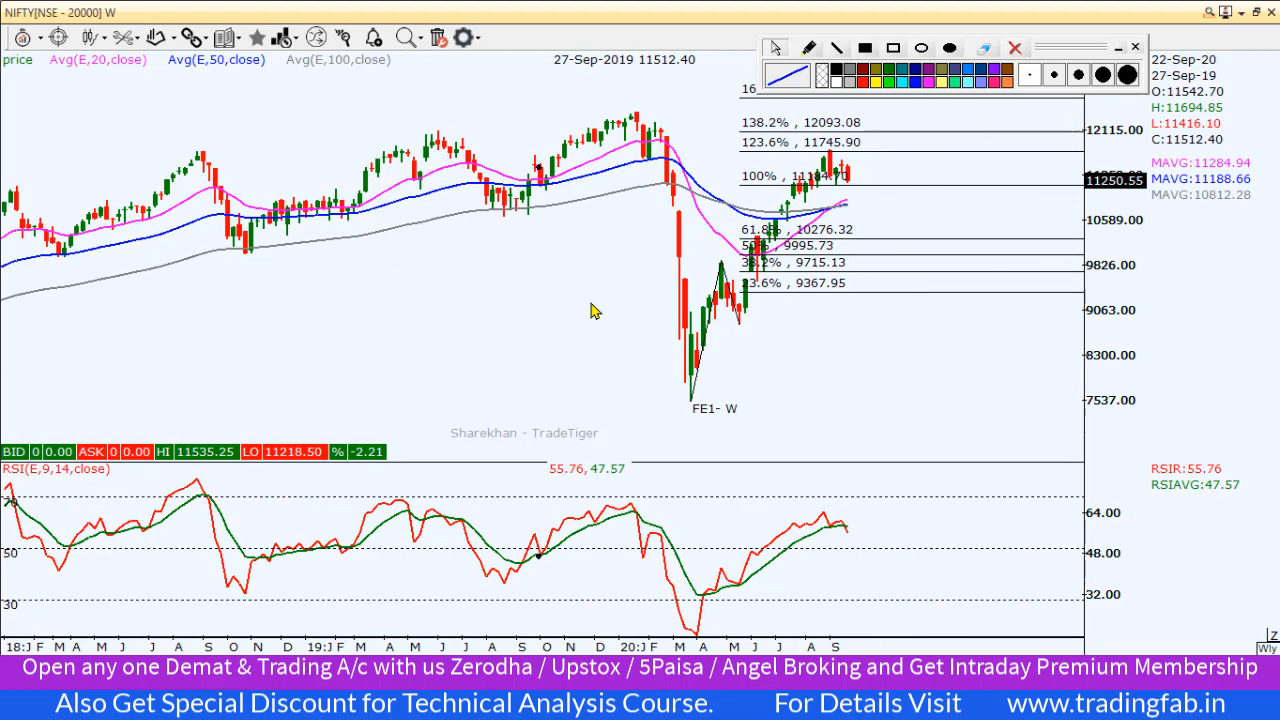 NIFTY[NSE - 20000] W
price Avg(E,20,close) Avg(E,50,close) Avg(E,100,close) 27-Sep-2019 11512.40
22-Sep-20
27-Sep-19
O:11542.70
H:11694.85
L:11416.10
C:11512.40
MAVG:11284.94
MAVG:11188.66
MAVG:10812.28
16
138.2% , 12093.08
123.6% , 11745.90
100% , 11184.70
61.8% , 10276.32
50% , 9995.73
38.2% , 9715.13
23.6% , 9367.95
12115.00
11250.55
10589.00
9826.00
9063.00
8300.00
7537.00
FE1- W
Sharekhan - TradeTiger
BID 0 0.00 ASK 0 0.00 HI 11535.25 LO 11218.50 % -2.21
RSI(E,9,14,close) 55.76, 47.57
RSIR:55.76
RSIAVG:47.57
70
50
30
64.00
48.00
32.00
Z
18:J F M A M J J A S O N D 19:J F M A M J J A S O N D 20:J F M A M J J A S
Wly
Open any one Demat & Trading A/c with us Zerodha / Upstox / 5Paisa / Angel Broking and Get Intraday Premium Membership
Also Get Special Discount for Technical Analysis Course. For Details Visit www.tradingfab.in